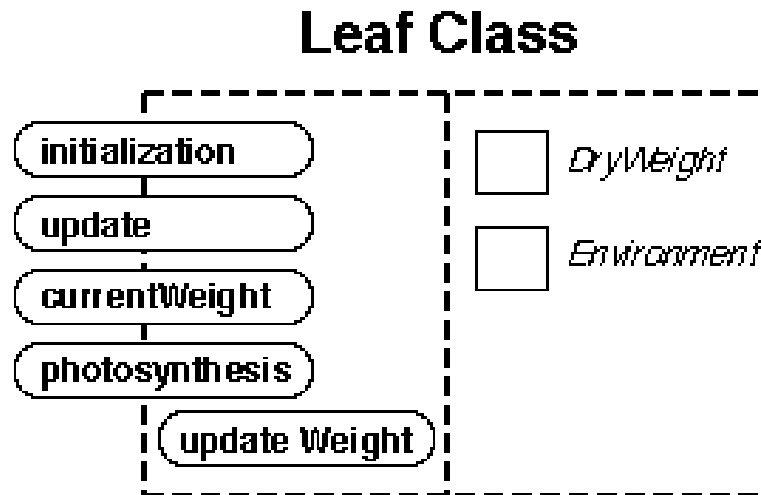 Leaf Class
initialization
update
currentWeight
photosynthesis
update Weight
DryWeight
Environment